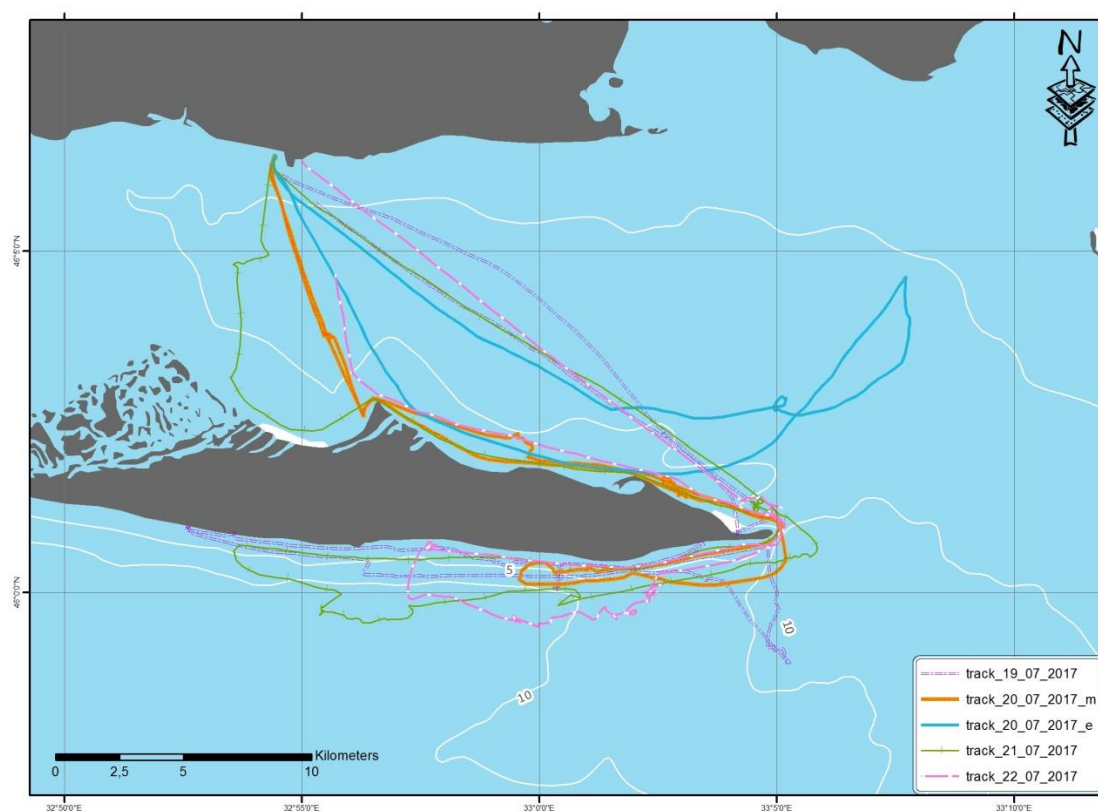 N
46°5'0"N
46°0'0"N
5
10
10
track_19_07_2017
track_20_07_2017_m
track_20_07_2017_e
track_21_07_2017
track_22_07_2017
Kilometers
0 2,5 5 10
32°50'0"E 32°55'0"E 33°0'0"E 33°5'0"E 33°10'0"E